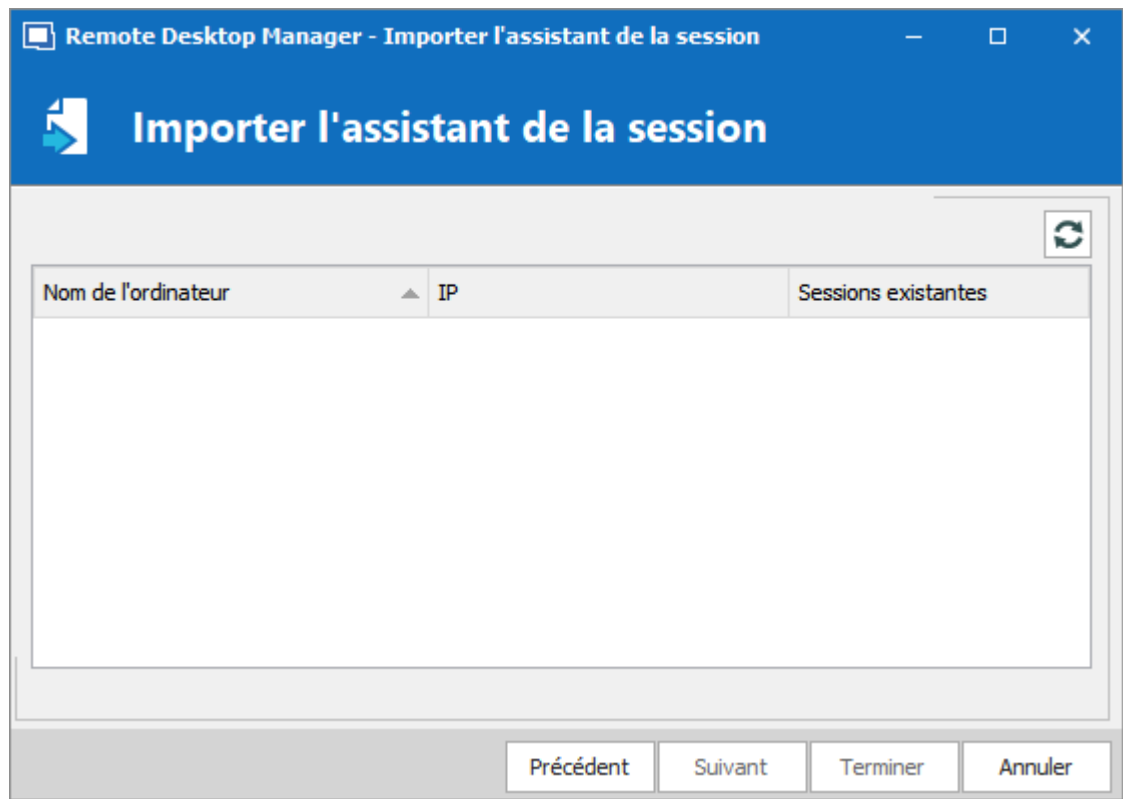 Remote Desktop Manager - Importer l'assistant de la session
Importer l'assistant de la session
Nom de l'ordinateur IP Sessions existantes
Précédent Suivant Terminer Annuler